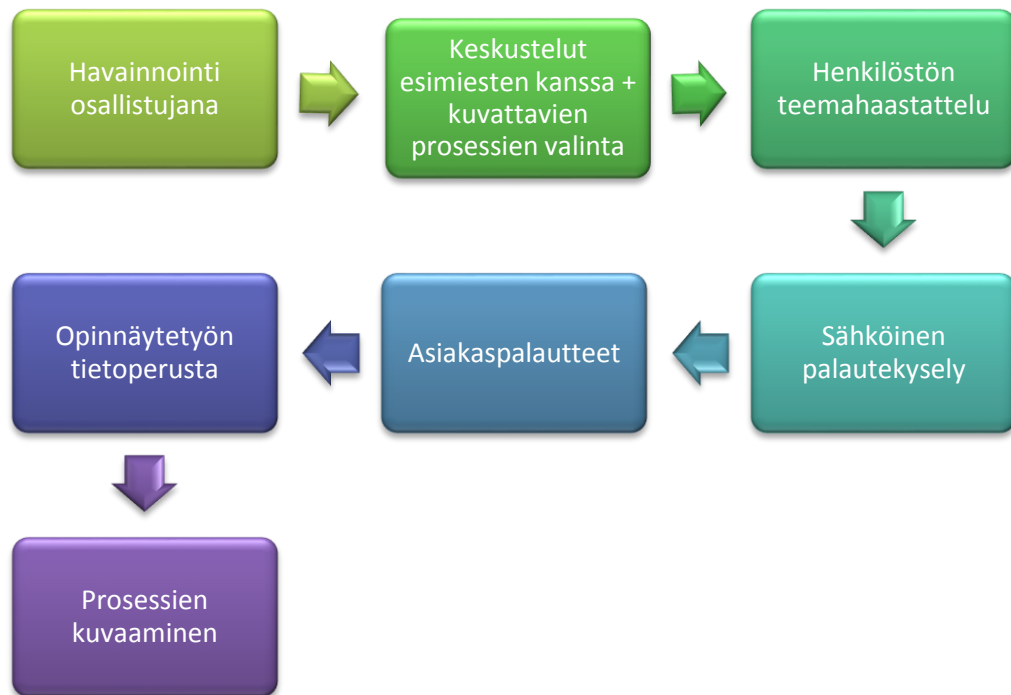 Havainnointi
osallistujana
Keskustelut
esimiesten kanssa +
kuvattavien
prosessien valinta
Henkilöstön
teemahaastattelu
Sähköinen
palautekysely
Asiakaspalautteet
Opinnäytetyön
tietoperusta
Prosessien
kuvaaminen